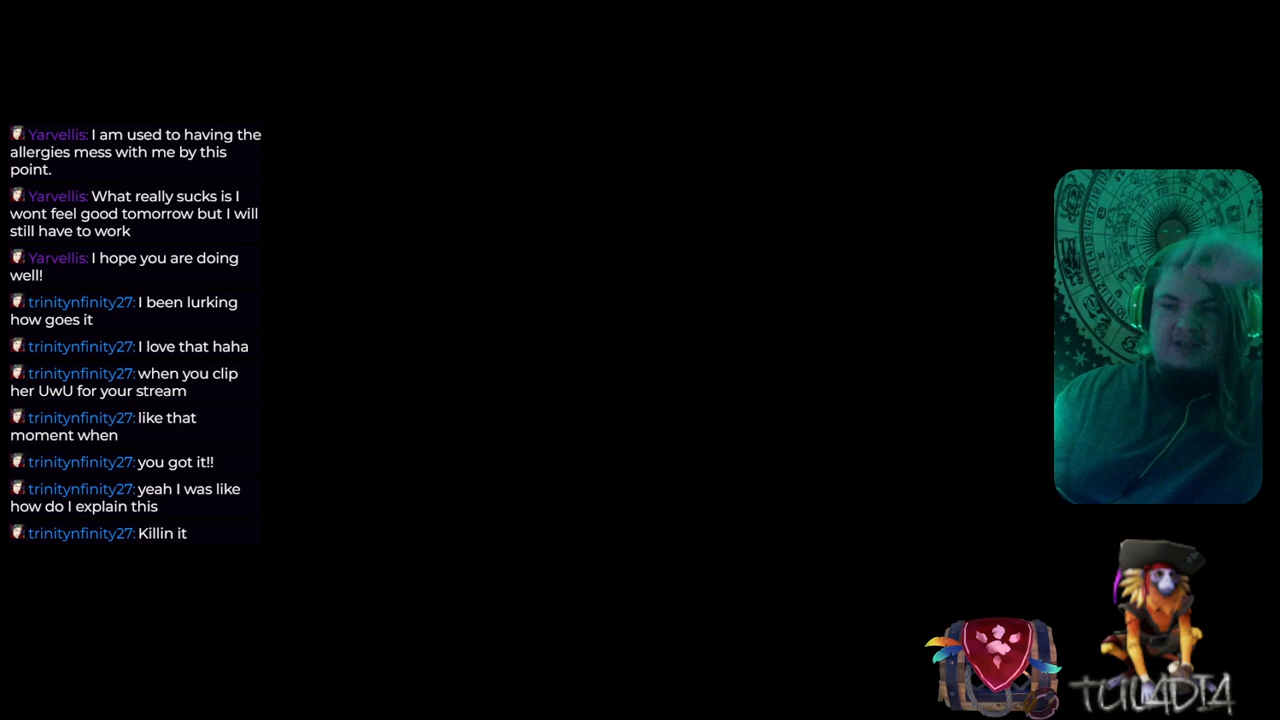 Yarvellis: I am used to having the
allergies mess with me by this
point.
Yarvellis: What really sucks is I
wont feel good tomorrow but I will
still have to work
Yarvellis: I hope you are doing
well!
trinitynfinity27: I been lurking
how goes it
trinitynfinity27: I love that haha
trinitynfinity27: when you clip
her UwU for your stream
trinitynfinity27: like that
moment when
trinitynfinity27: you got it!!
trinitynfinity27: yeah I was like
how do I explain this
trinitynfinity27: Killin it